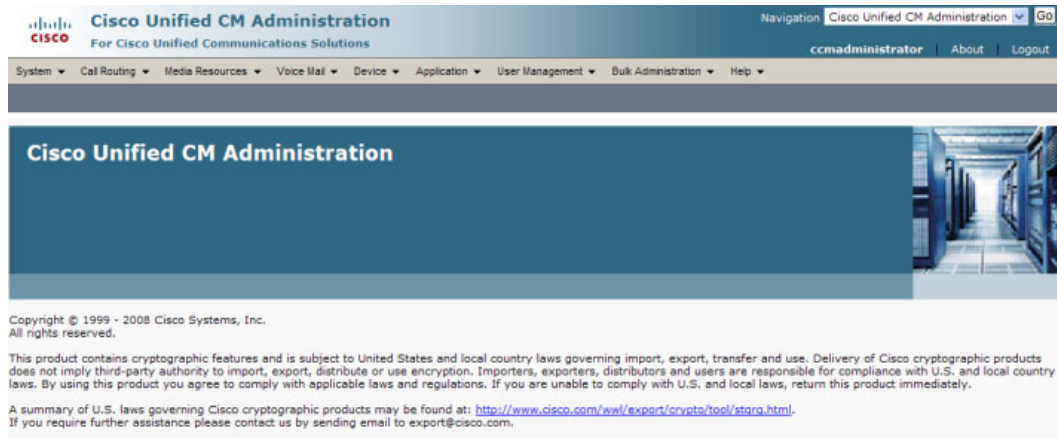 Cisco Unified CM Administration
For Cisco Unified Communications Solutions
CISCO
Navigation Cisco Unified CM Administration Go
ccmadministrator | About | Logout
System Call Routing Media Resources Voice Mail Device Application User Management Bulk Administration Help
Cisco Unified CM Administration
Copyright © 1999 - 2008 Cisco Systems, Inc.
All rights reserved.
This product contains cryptographic features and is subject to United States and local country laws governing import, export, transfer and use. Delivery of Cisco cryptographic products
does not imply third-party authority to import, export, distribute or use encryption. Importers, exporters, distributors and users are responsible for compliance with U.S. and local country
laws. By using this product you agree to comply with applicable laws and regulations. If you are unable to comply with U.S. and local laws, return this product immediately.
A summary of U.S. laws governing Cisco cryptographic products may be found at: http://www.cisco.com/wwl/export/crypto/tool/stqrg.html.
If you require further assistance please contact us by sending email to export@cisco.com.